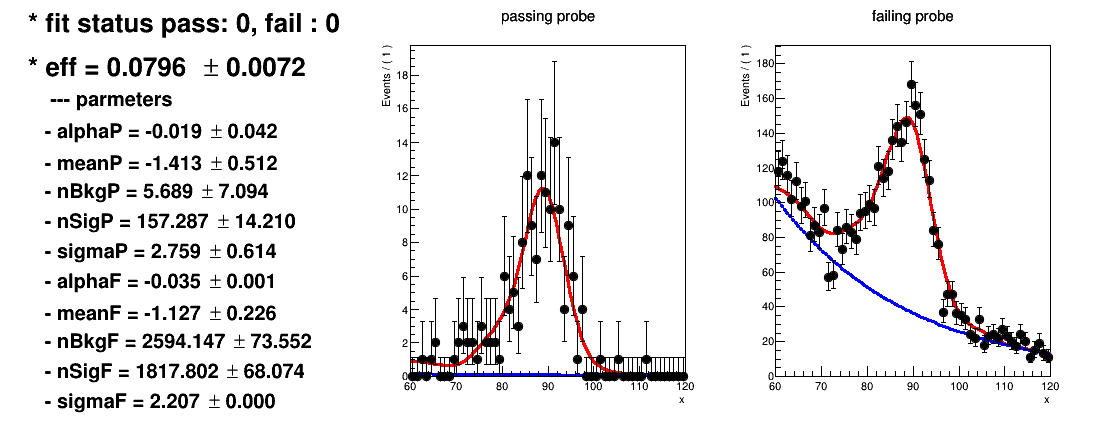 * fit status pass: 0, fail : 0
* eff = 0.0796 ± 0.0072
--- parmeters
- alphaP = -0.019 ± 0.042
- meanP = -1.413 ± 0.512
- nBkgP = 5.689 ± 7.094
- nSigP = 157.287 ± 14.210
- sigmaP = 2.759 ± 0.614
- alphaF = -0.035 ± 0.001
- meanF = -1.127 ± 0.226
- nBkgF = 2594.147 ± 73.552
- nSigF = 1817.802 ± 68.074
- sigmaF = 2.207 ± 0.000
passing probe
Events / ( 1 )
18
16
14
12
10
8
6
4
2
0
60 70 80 90 100 110 120
x
failing probe
Events / ( 1 )
180
160
140
120
100
80
60
40
20
0
60 70 80 90 100 110 120
x